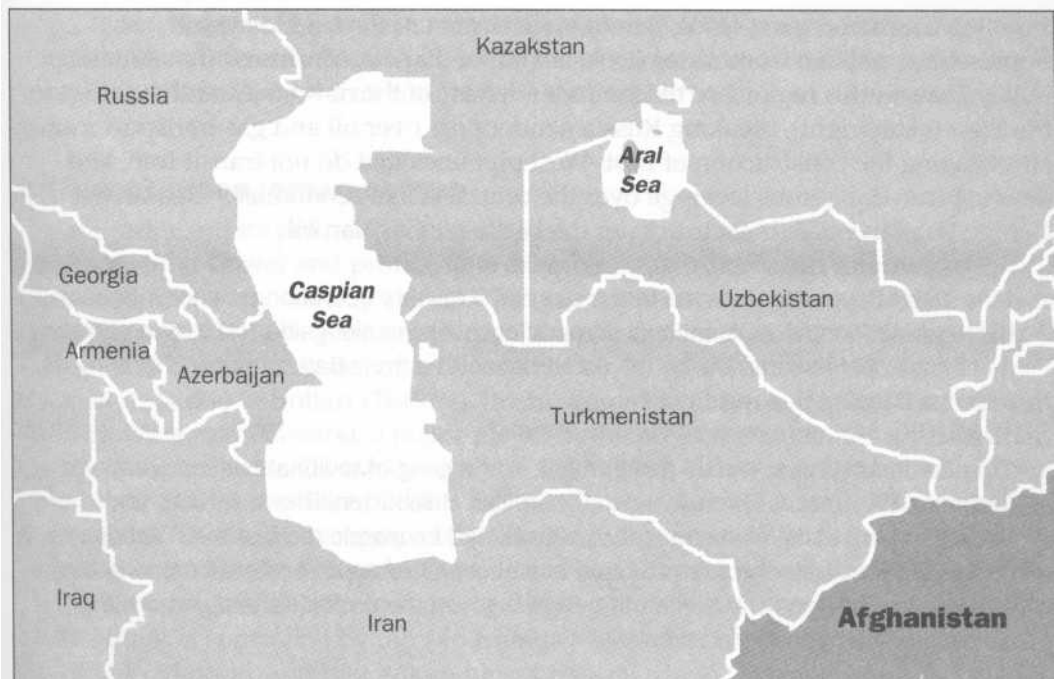 Kazakstan
Russia
Aral
Sea
Georgia
Caspian
Sea
Uzbekistan
Armenia
Azerbaijan
Turkmenistan
Iraq
Iran
Afghanistan